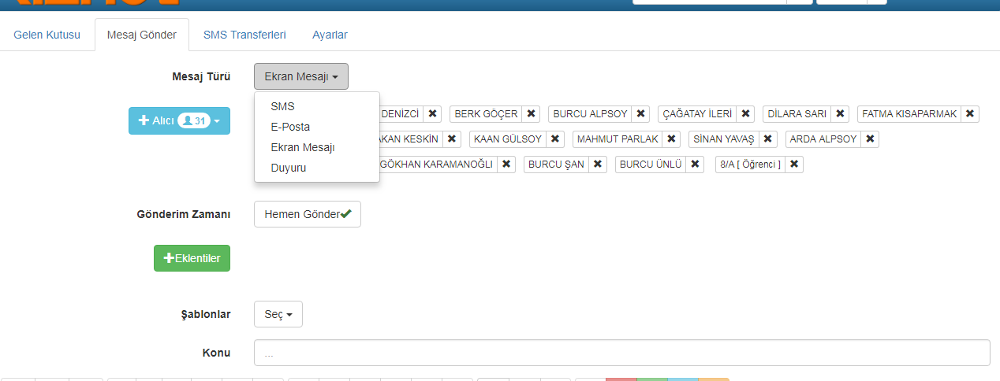 Gelen Kutusu Mesaj Gönder SMS Transferleri Ayarlar
Mesaj Türü Ekran Mesajı
SMS
E-Posta
Ekran Mesajı
Duyuru
Alıcı 31
DENİZCİ BERK GÖÇER BURCU ALPSOY ÇAĞATAY İLERİ DİLARA SARI FATMA KISAPARMAK
AKAN KESKİN KAAN GÜLSOY MAHMUT PARLAK SİNAN YAVAŞ ARDA ALPSOY
GÖKHAN KARAMANOĞLU BURCU ŞAN BURCU ÜNLÜ 8/A [ Öğrenci ]
Gönderim Zamanı Hemen Gönder
Eklentiler
Şablonlar Seç
Konu ...